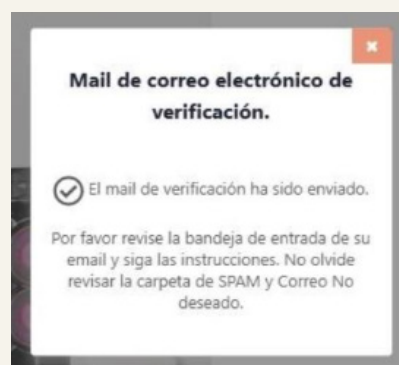 Mail de correo electrónico de
verificación.
El mail de verificación ha sido enviado.
Por favor revise la bandeja de entrada de su
email y siga las instrucciones. No olvide
revisar la carpeta de SPAM y Correo No
deseado.